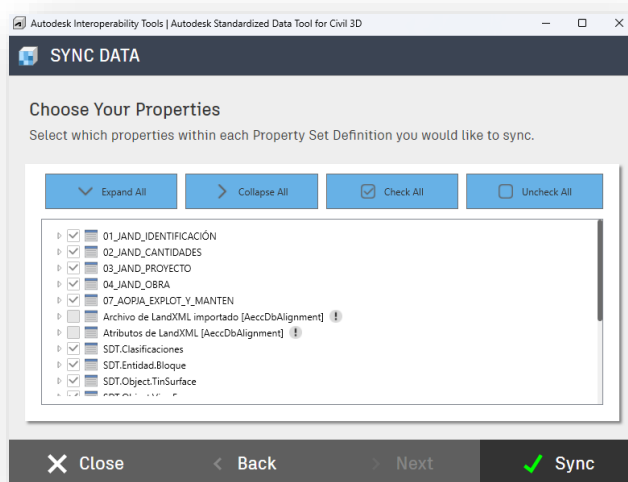 Autodesk Interoperability Tools | Autodesk Standardized Data Tool for Civil 3D
SYNC DATA
Choose Your Properties
Select which properties within each Property Set Definition you would like to sync.
Expand All
Collapse All
Check All
Uncheck All
01_JAND_IDENTIFICACIÓN
02_JAND_CANTIDADES
03_JAND_PROYECTO
04_JAND_OBRA
07_AOPJA_EXPLOT_Y_MANTEN
Archivo de LandXML importado [AeccDbAlignment]
Atributos de LandXML [AeccDbAlignment]
SDT.Clasificaciones
SDT.Entidad.Bloque
SDT.Object.TinSurface
Close
Back
Next
Sync